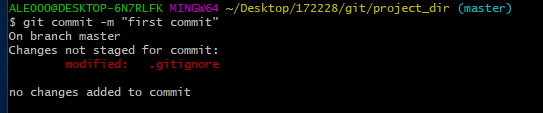 ALEOOO@DESKTOP-6N7RLFK MINGW64 ~/Desktop/172228/git/project_dir (master)
$ git commit -m "first commit"
On branch master
Changes not staged for commit:
        modified:   .gitignore

no changes added to commit